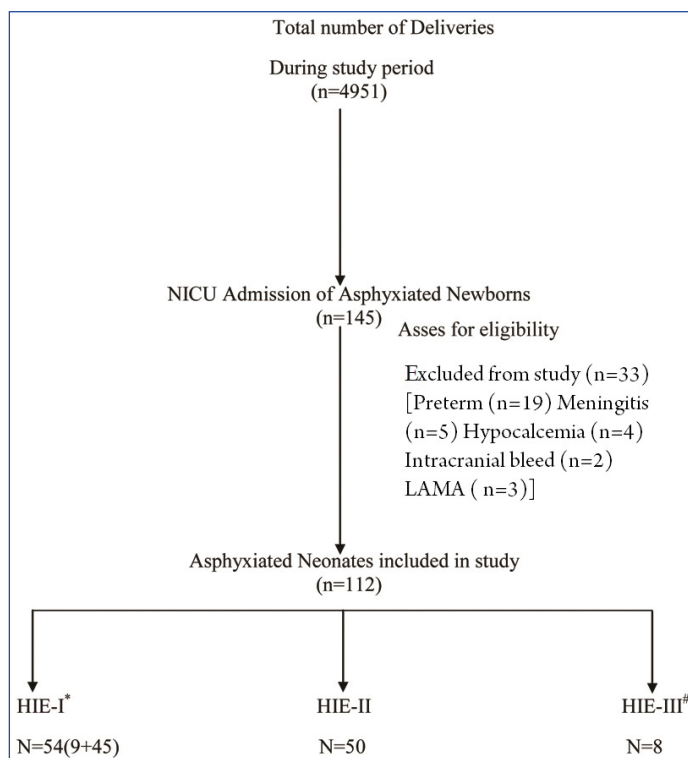 Total number of Deliveries
During study period
(n=4951)
NICU Admission of Asphyxiated Newborns
(n=145)
Asses for eligibility
Excluded from study (n=33)
[Preterm (n=19) Meningitis
(n=5) Hypocalcemia (n=4)
Intracranial bleed (n=2)
LAMA ( n=3)]
Asphyxiated Neonates included in study
(n=112)
HIE-I*
HIE-II
HIE-III#
N=54(9+45)
N=50
N=8